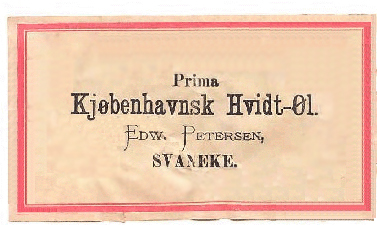 Prima
Kjøbenhavnsk Hvidt-Øl.
EDW. PETERSEN,
SVANEKE.